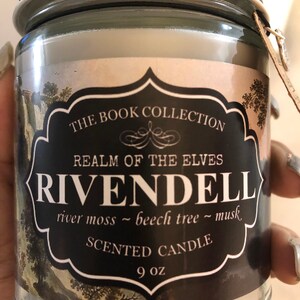 THE BOOK COLLECTION
REALM OF THE ELVES
RIVENDELL
river moss ~ beech tree ~ musk
SCENTED CANDLE
9 oz